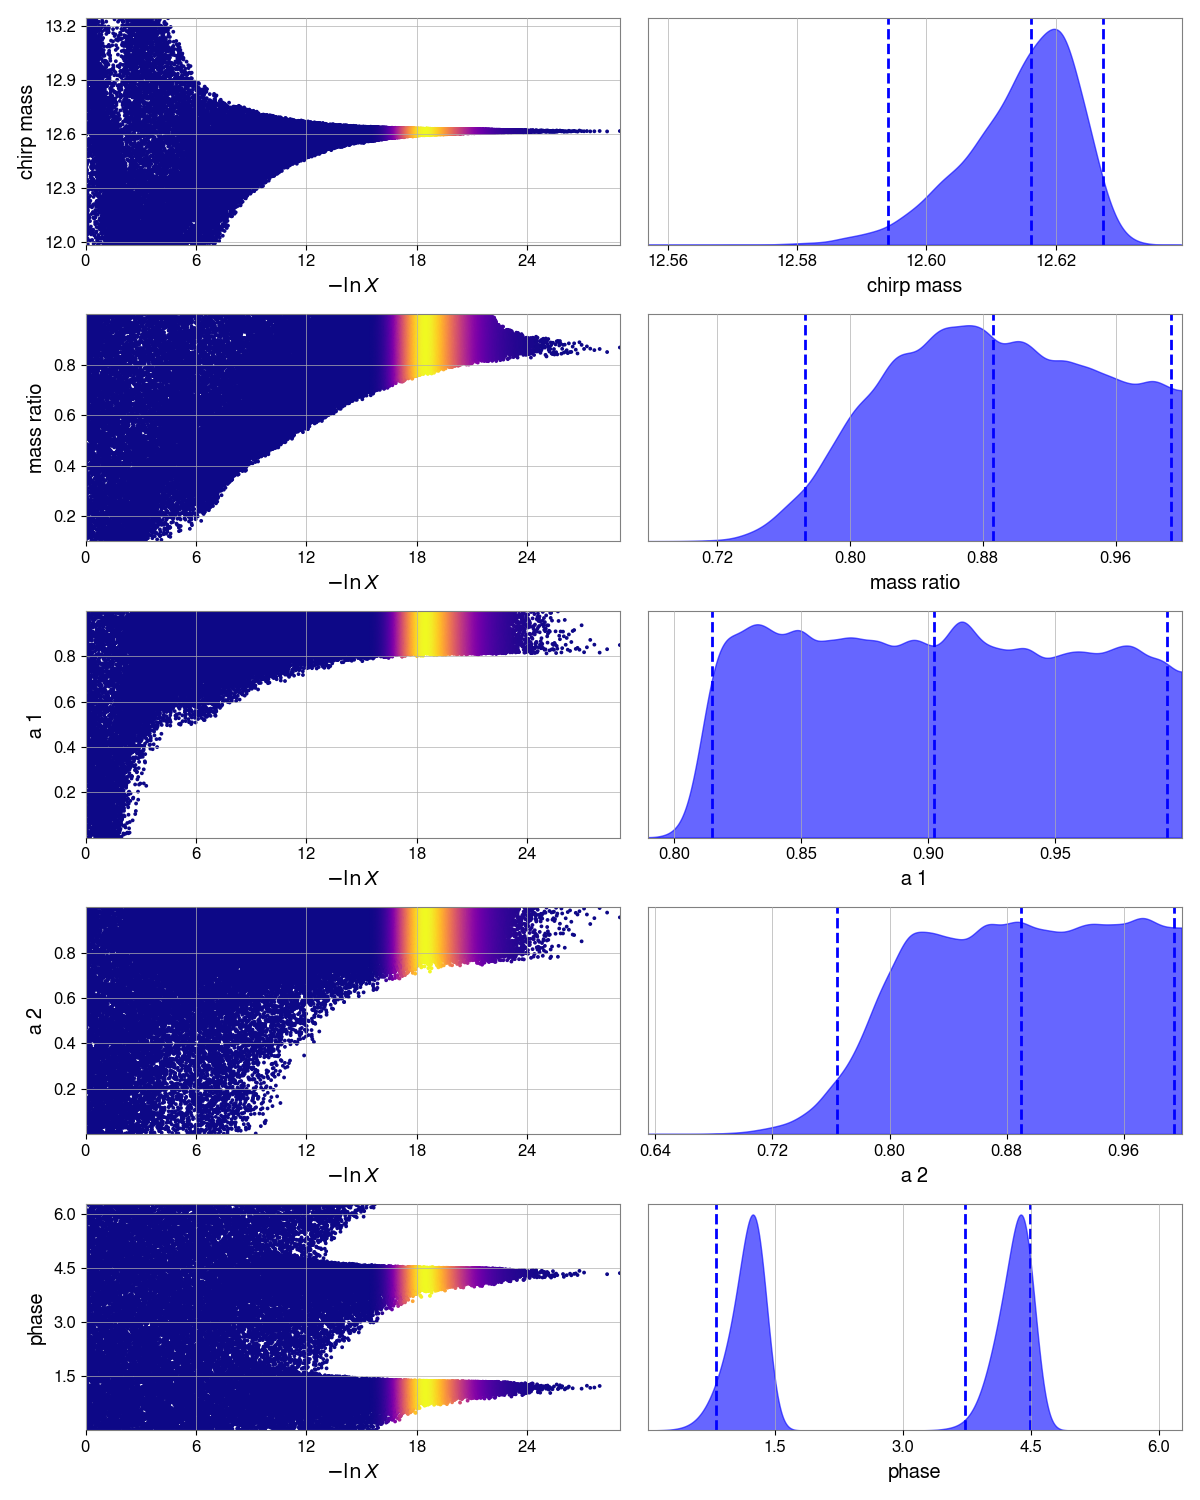 13.2
12.9
12.6
12.3
12.0
chirp mass
0 6 12 18 24
−ln X
12.56 12.58 12.60 12.62
chirp mass
0.8
0.6
0.4
0.2
mass ratio
0 6 12 18 24
−ln X
0.72 0.80 0.88 0.96
mass ratio
0.8
0.6
0.4
0.2
a 1
0 6 12 18 24
−ln X
0.80 0.85 0.90 0.95
a 1
0.8
0.6
0.4
0.2
a 2
0 6 12 18 24
−ln X
0.64 0.72 0.80 0.88 0.96
a 2
6.0
4.5
3.0
1.5
phase
0 6 12 18 24
−ln X
1.5 3.0 4.5 6.0
phase